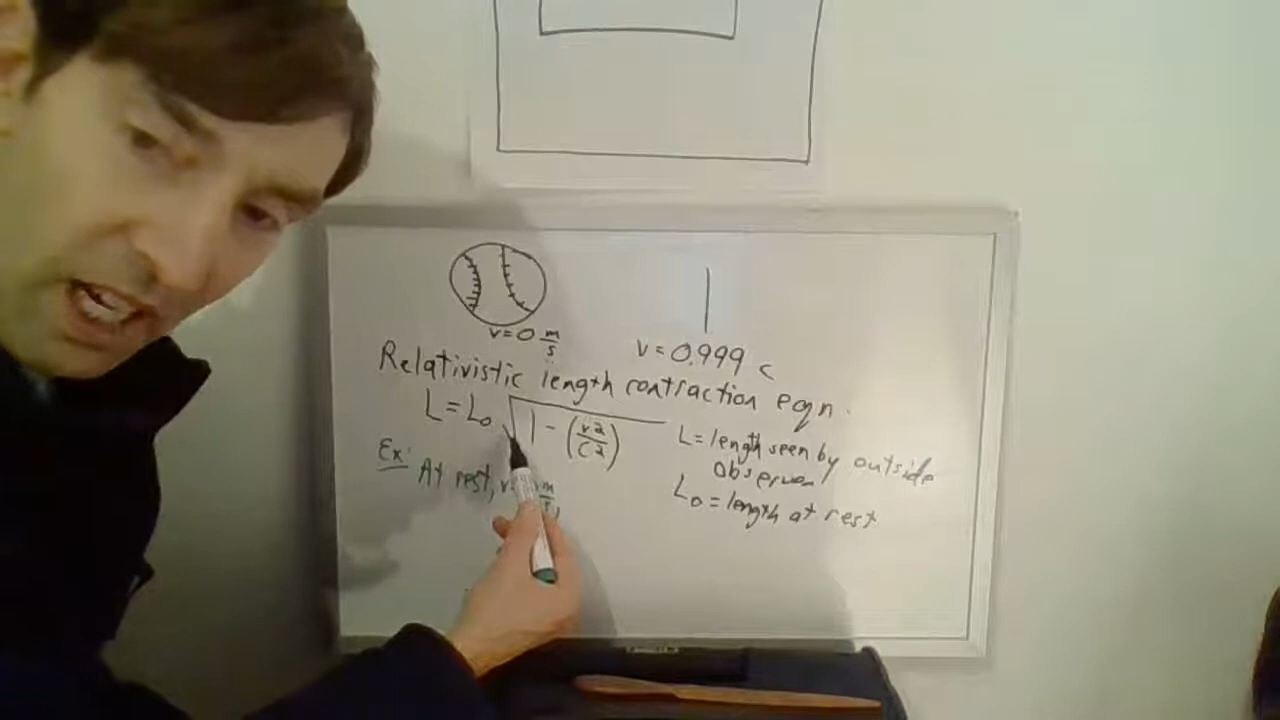 v=0 m/s
v=0.999 c
Relativistic length contraction eqn.
L=L₀ √1-(v2/c2)
L=length seen by outside
observer
L₀=length at rest
Ex:
At rest, v m/s,